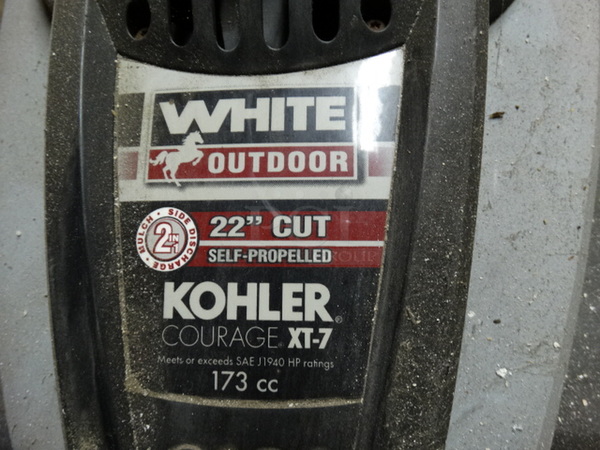 WHITE
OUTDOOR
MULCH • SIDE DISCHARGE
2 IN 1
22” CUT
SELF-PROPELLED
KOHLER®
COURAGE XT-7
Meets or exceeds SAE J1940 HP ratings
173 cc